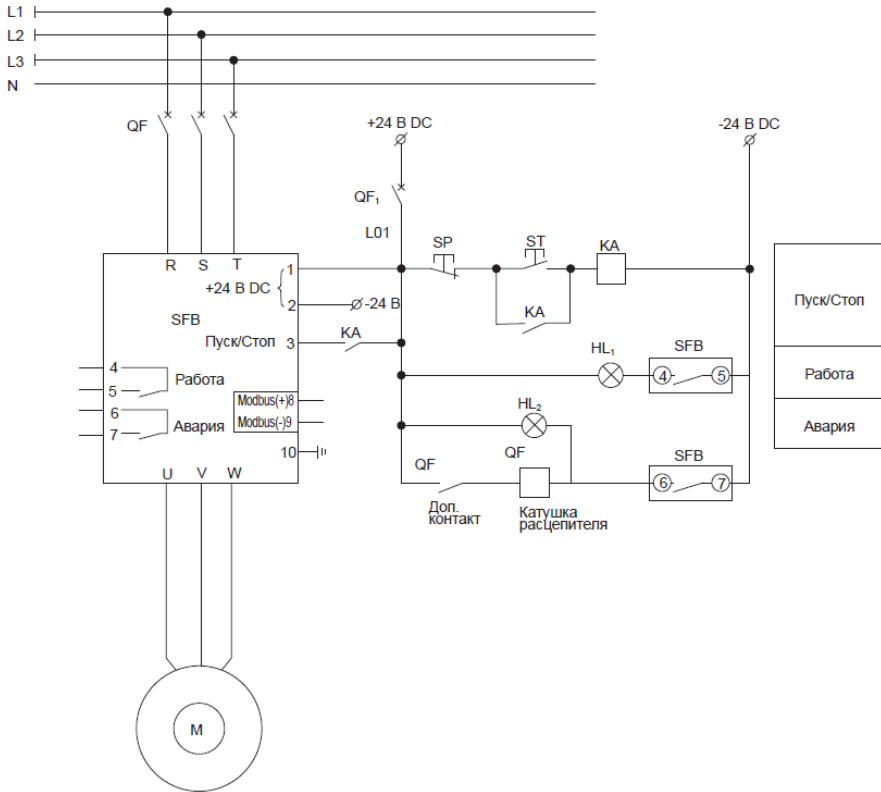 L1
L2
L3
N
QF
+24 В DC
-24 В DC
QF₁
L01
SP
ST
KA
R S T
1
+24 В DC
2
-24 В
SFB
KA
Пуск/Стоп 3
KA
Пуск/Стоп
HL₁
SFB
4
5
Работа
4 5
Работа
6
7
Авария
Modbus(+)8
Modbus(-)9
HL₂
Авария
10
QF
QF
SFB
6 7
U V W
Доп.
контакт
Катушка
расцепителя
M